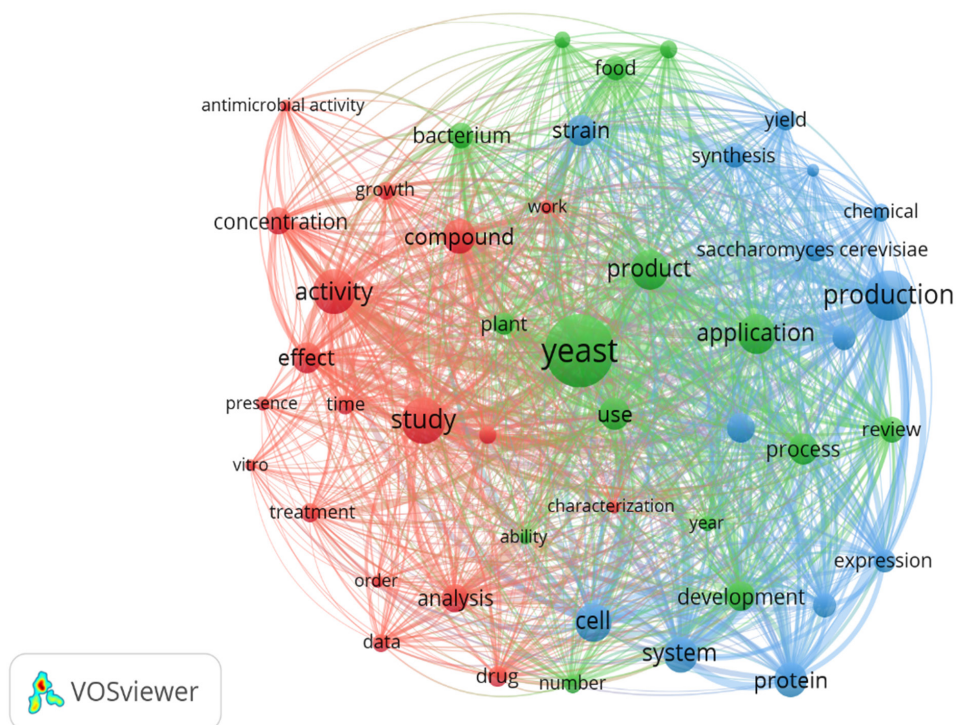 food
antimicrobial activity
yield
bacterium
strain
synthesis
growth
work
chemical
concentration
compound
saccharomyces cerevisiae
product
activity
production
plant
application
yeast
effect
presence
time
use
study
review
process
vitro
characterization
treatment
year
ability
expression
order
analysis
development
cell
data
system
drug
number
protein
VOSviewer